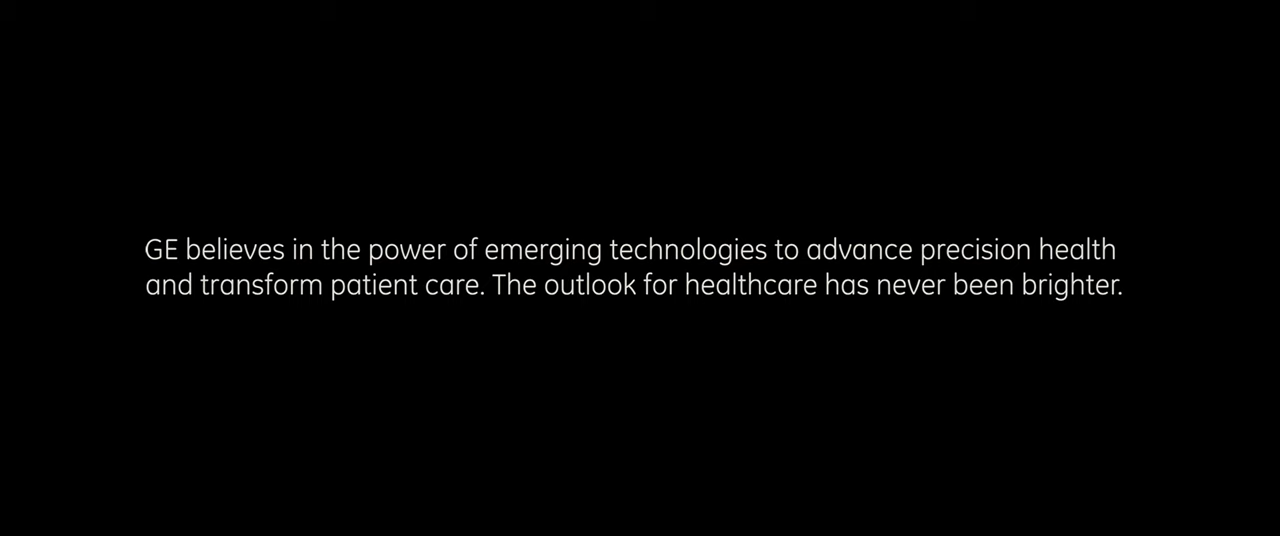 GE believes in the power of emerging technologies to advance precision health
and transform patient care. The outlook for healthcare has never been brighter.